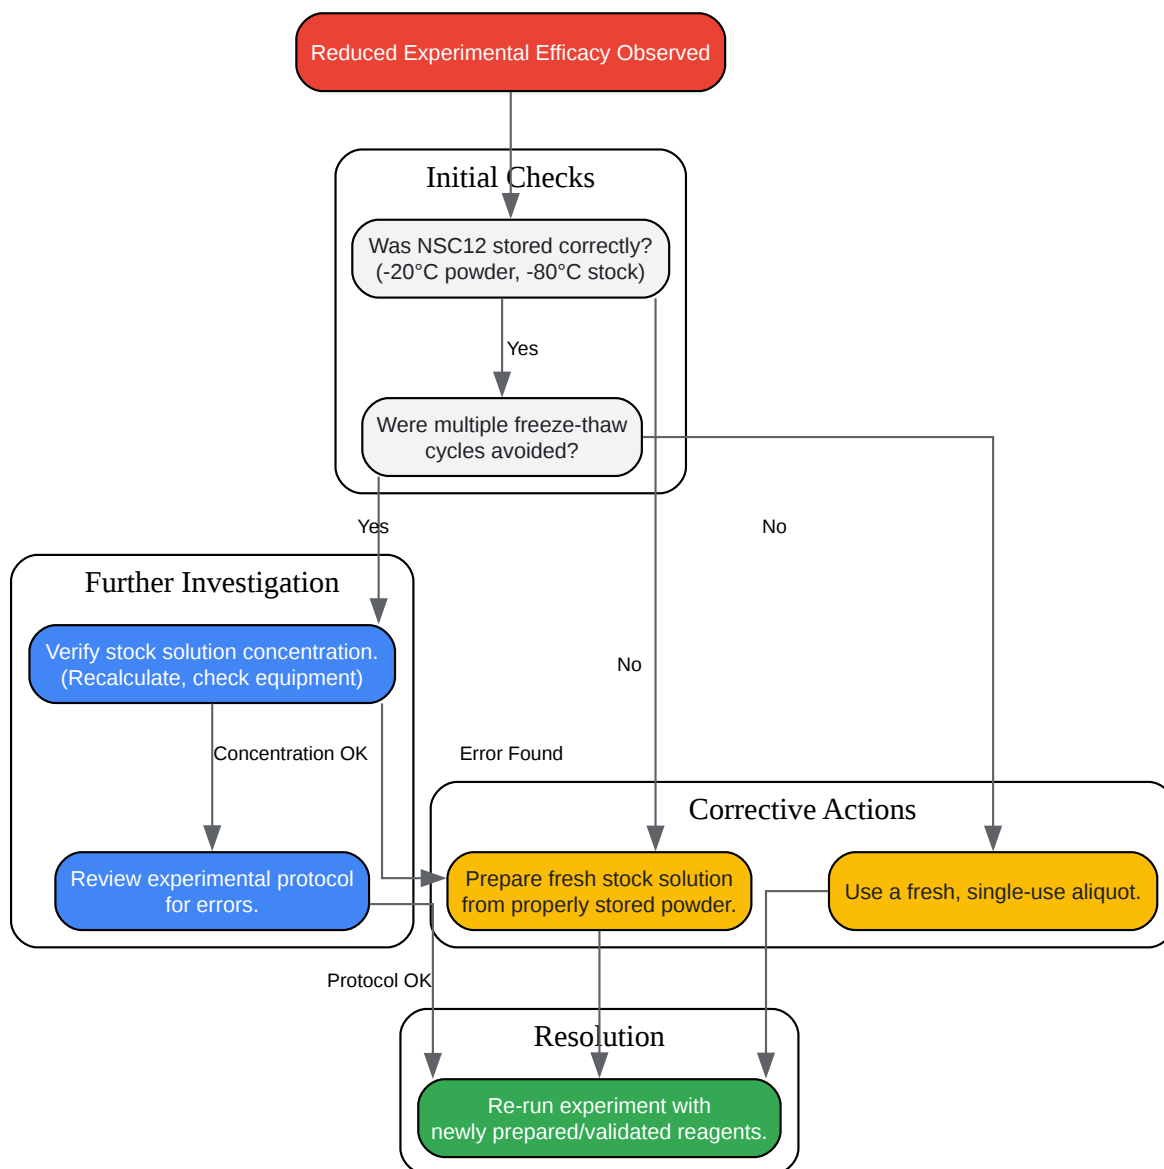 Reduced Experimental Efficacy Observed
Initial Checks
Was NSC12 stored correctly?
(-20°C powder, -80°C stock)
Yes
Were multiple freeze-thaw
cycles avoided?
Yes
No
Further Investigation
Verify stock solution concentration.
(Recalculate, check equipment)
No
Concentration OK
Error Found
Corrective Actions
Review experimental protocol
for errors.
Prepare fresh stock solution
from properly stored powder.
Use a fresh, single-use aliquot.
Protocol OK
Resolution
Re-run experiment with
newly prepared/validated reagents.